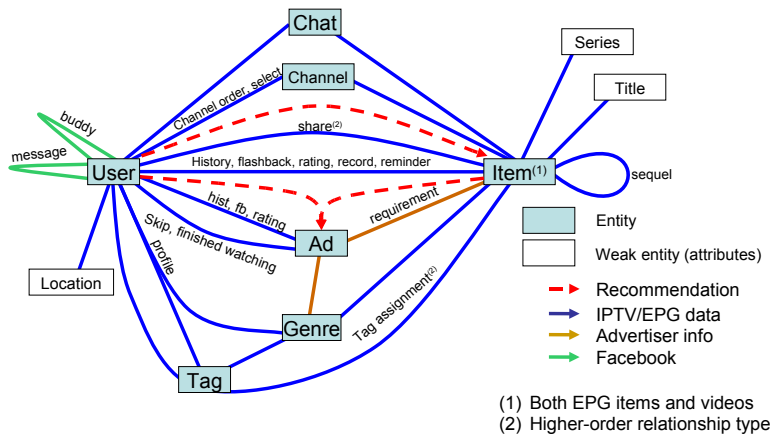 Chat
Series
Channel
Title
Channel order, select
buddy
share(2)
message
History, flashback, rating, record, reminder
User
Item(1)
sequel
hist, fb, rating
requirement
Entity
Ad
Skip, finished watching
Weak entity (attributes)
profile
Location
Recommendation
Tag assignment(2)
IPTV/EPG data
Genre
Advertiser info
Facebook
Tag
(1) Both EPG items and videos
(2) Higher-order relationship type